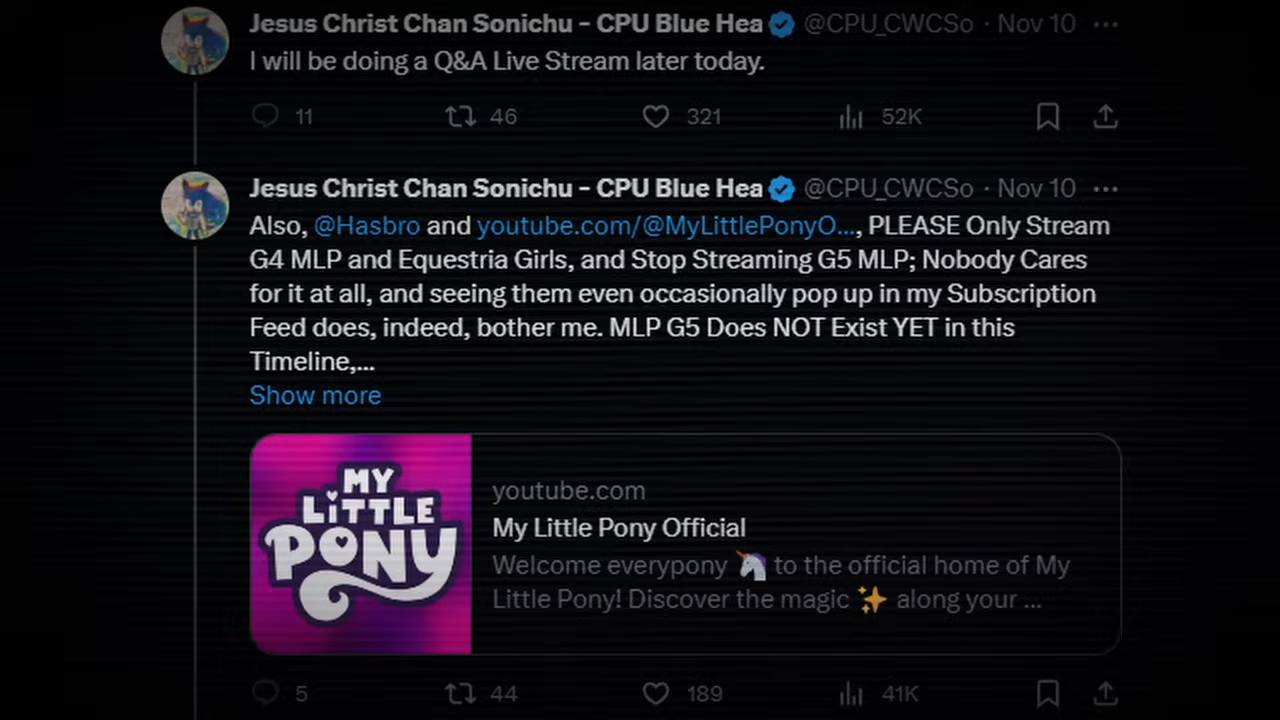 Jesus Christ Chan Sonichu – CPU Blue Hea @CPU_CWCSo · Nov 10 ···
I will be doing a Q&A Live Stream later today.
11 46 321 52K
Jesus Christ Chan Sonichu – CPU Blue Hea @CPU_CWCSo · Nov 10 ···
Also, @Hasbro and youtube.com/@MyLittlePonyO..., PLEASE Only Stream
G4 MLP and Equestria Girls, and Stop Streaming G5 MLP; Nobody Cares
for it at all, and seeing them even occasionally pop up in my Subscription
Feed does, indeed, bother me. MLP G5 Does NOT Exist YET in this
Timeline,...
Show more
MY
LiTTLE
PONY
youtube.com
My Little Pony Official
Welcome everypony 🦄 to the official home of My
Little Pony! Discover the magic ✨ along your ...
5 44 189 41K